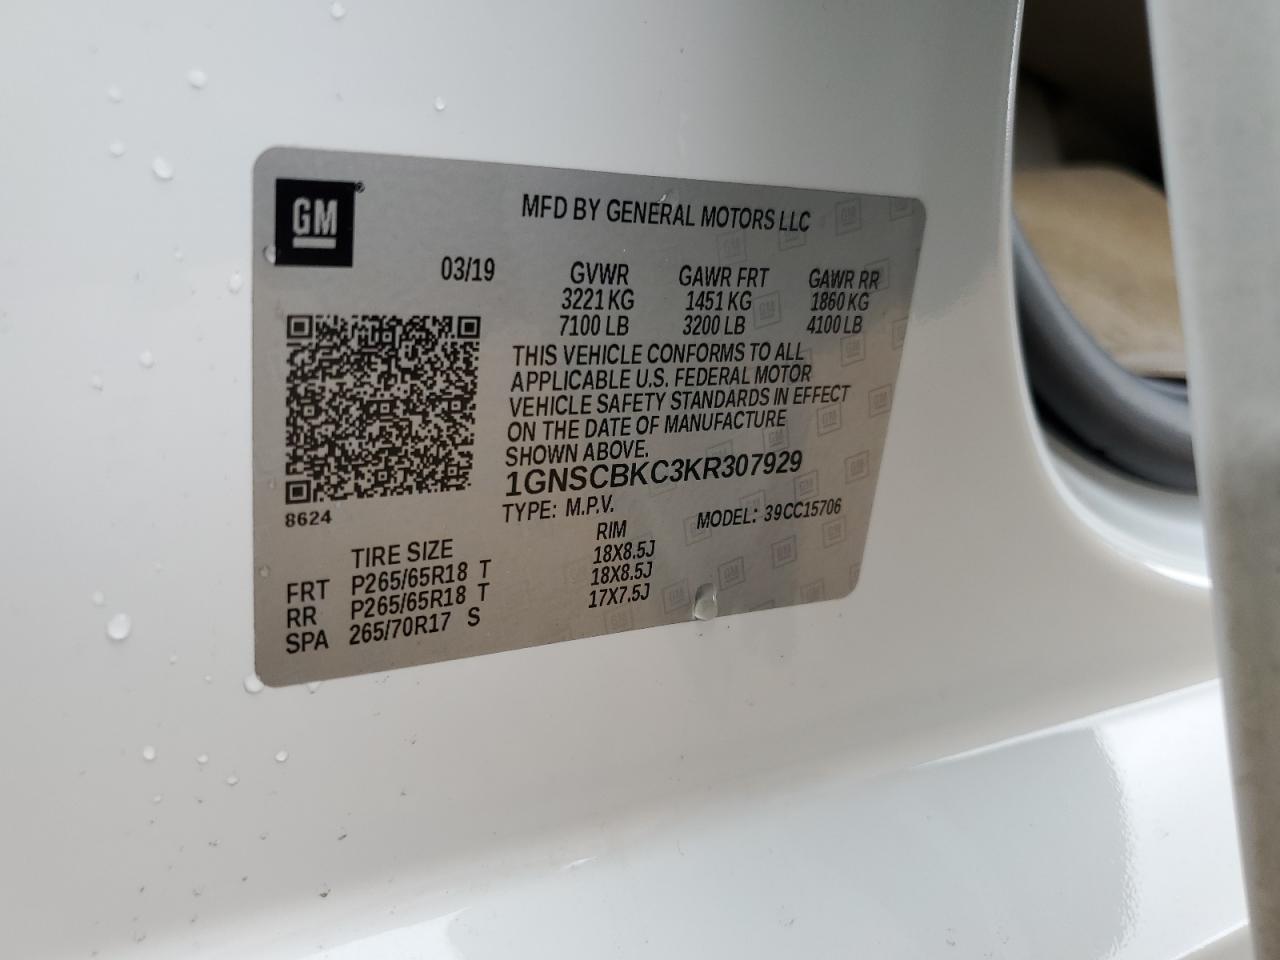 GM®
MFD BY GENERAL MOTORS LLC
03/19
GVWR GAWR FRT GAWR RR
3221 KG 1451 KG 1860 KG
7100 LB 3200 LB 4100 LB
THIS VEHICLE CONFORMS TO ALL
APPLICABLE U.S. FEDERAL MOTOR
VEHICLE SAFETY STANDARDS IN EFFECT
ON THE DATE OF MANUFACTURE
SHOWN ABOVE.
1GNSCBKC3KR307929
TYPE: M.P.V. MODEL: 39CC15706
8624
TIRE SIZE RIM
FRT P265/65R18 T 18X8.5J
RR P265/65R18 T 18X8.5J
SPA 265/70R17 S 17X7.5J